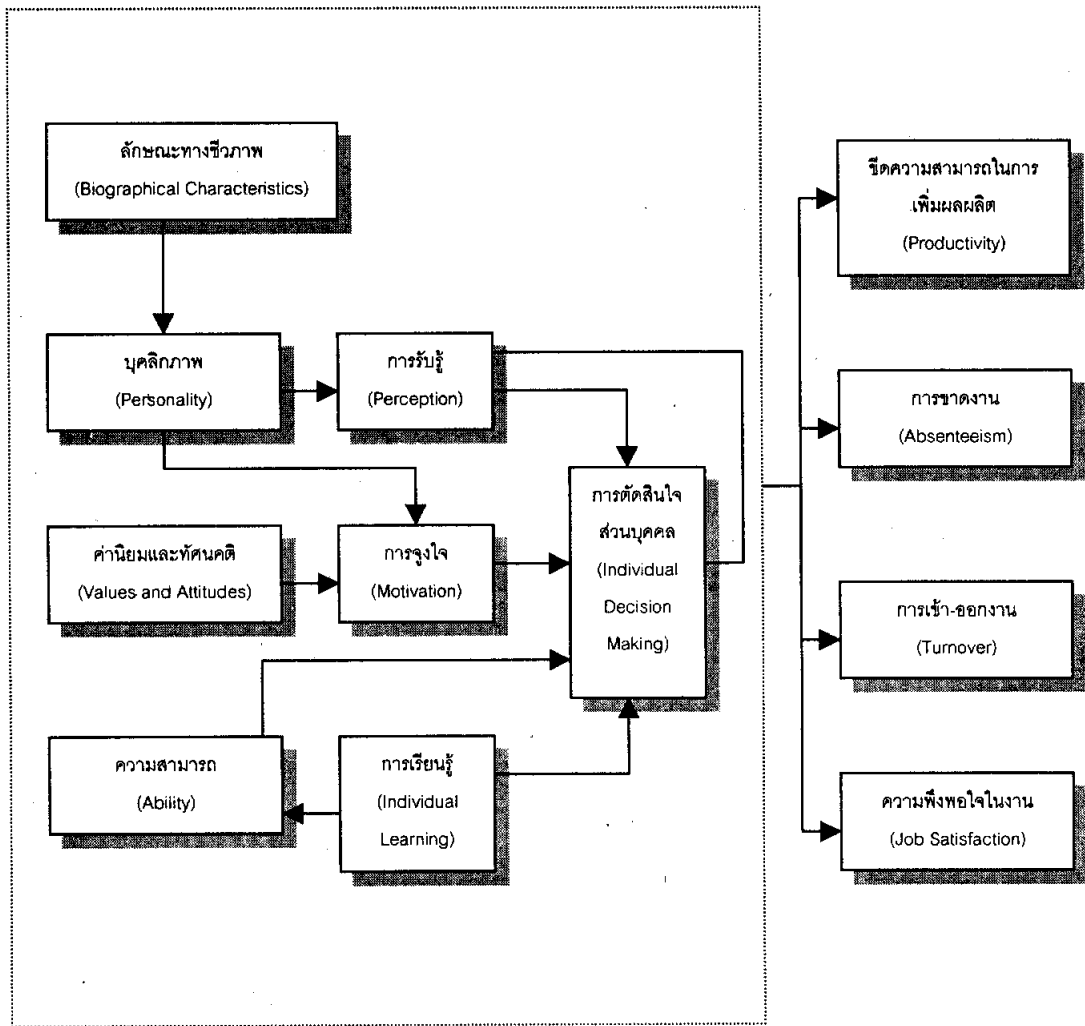 ลักษณะทางชีวภาพ
(Biographical Characteristics)
บุคลิกภาพ
(Personality)
การรับรู้
(Perception)
ค่านิยมและทัศนคติ
(Values and Attitudes)
การจูงใจ
(Motivation)
การตัดสินใจ
ส่วนบุคคล
(Individual
Decision
Making)
ความสามารถ
(Ability)
การเรียนรู้
(Individual
Learning)
ขีดความสามารถในการ
เพิ่มผลผลิต
(Productivity)
การขาดงาน
(Absenteeism)
การเข้า-ออกงาน
(Turnover)
ความพึงพอใจในงาน
(Job Satisfaction)